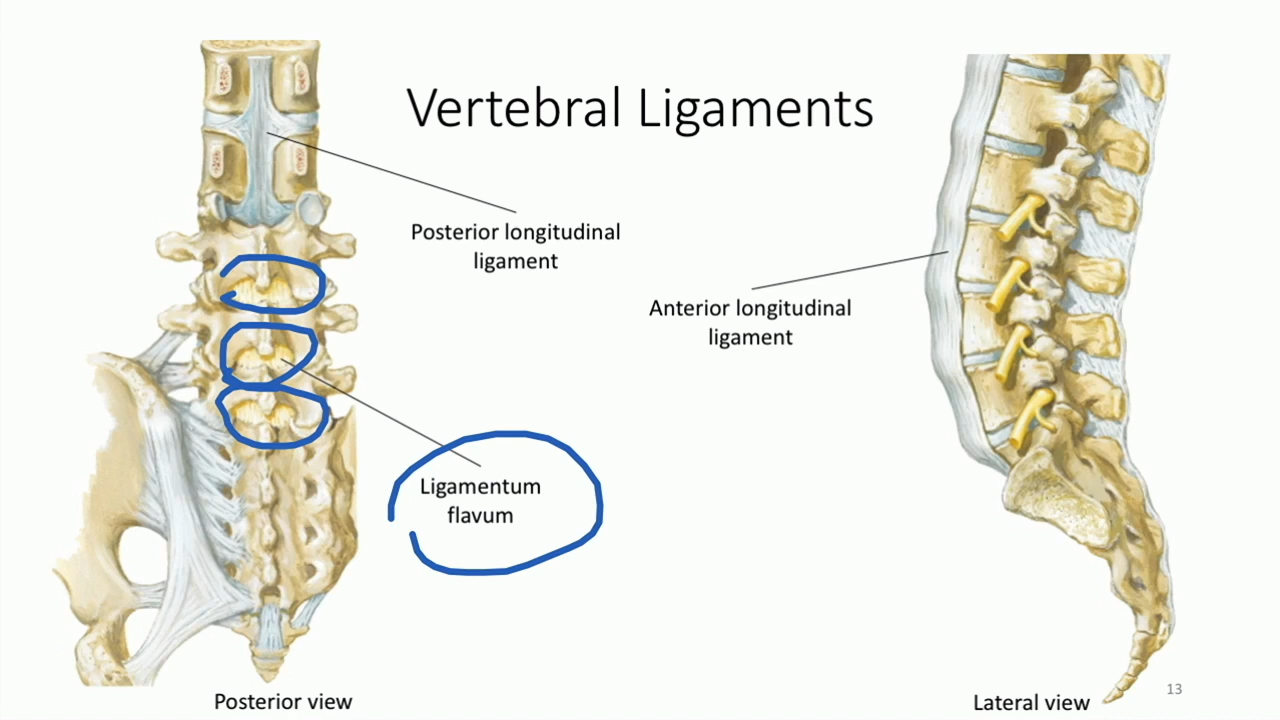 Vertebral Ligaments
Posterior longitudinal
ligament
Anterior longitudinal
ligament
Ligamentum
flavum
Posterior view
Lateral view
13